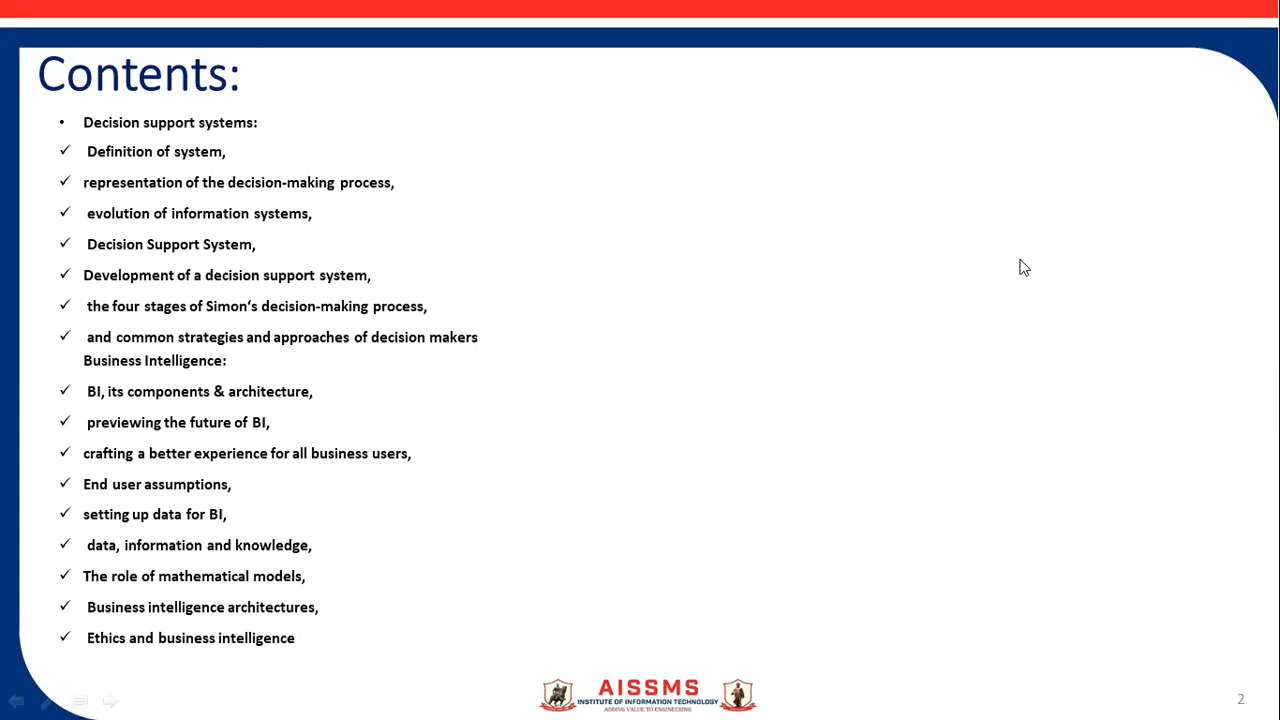 Contents:
• Decision support systems:
✓ Definition of system,
✓ representation of the decision-making process,
✓ evolution of information systems,
✓ Decision Support System,
✓ Development of a decision support system,
✓ the four stages of Simon‘s decision-making process,
✓ and common strategies and approaches of decision makers
Business Intelligence:
✓ BI, its components & architecture,
✓ previewing the future of BI,
✓ crafting a better experience for all business users,
✓ End user assumptions,
✓ setting up data for BI,
✓ data, information and knowledge,
✓ The role of mathematical models,
✓ Business intelligence architectures,
✓ Ethics and business intelligence
AISSMS
INSTITUTE OF INFORMATION TECHNOLOGY
ADDING VALUE TO ENGINEERING
2